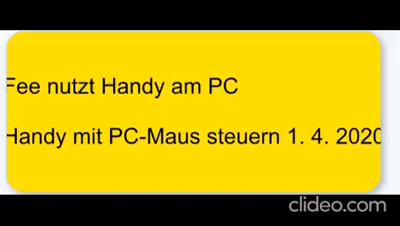 Fee nutzt Handy am PC
Handy mit PC-Maus steuern 1. 4. 2020
clideo.com